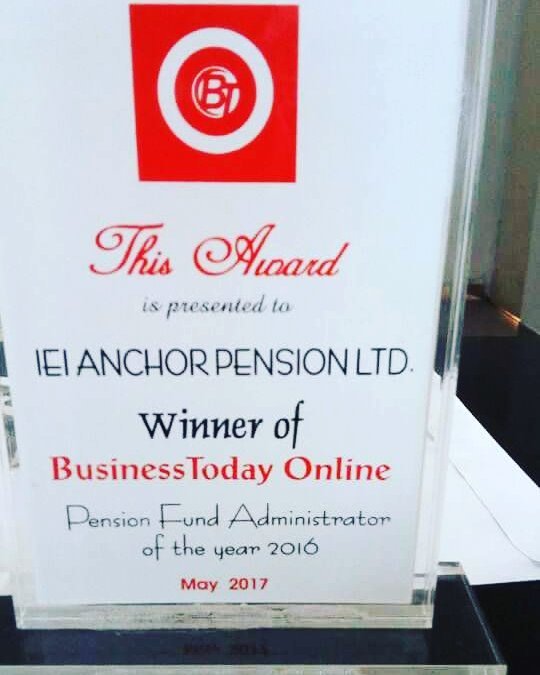 BT
This Award
is presented to
IEI ANCHOR PENSION LTD.
Winner of
BusinessToday Online
Pension Fund Administrator
of the year 2016
May 2017